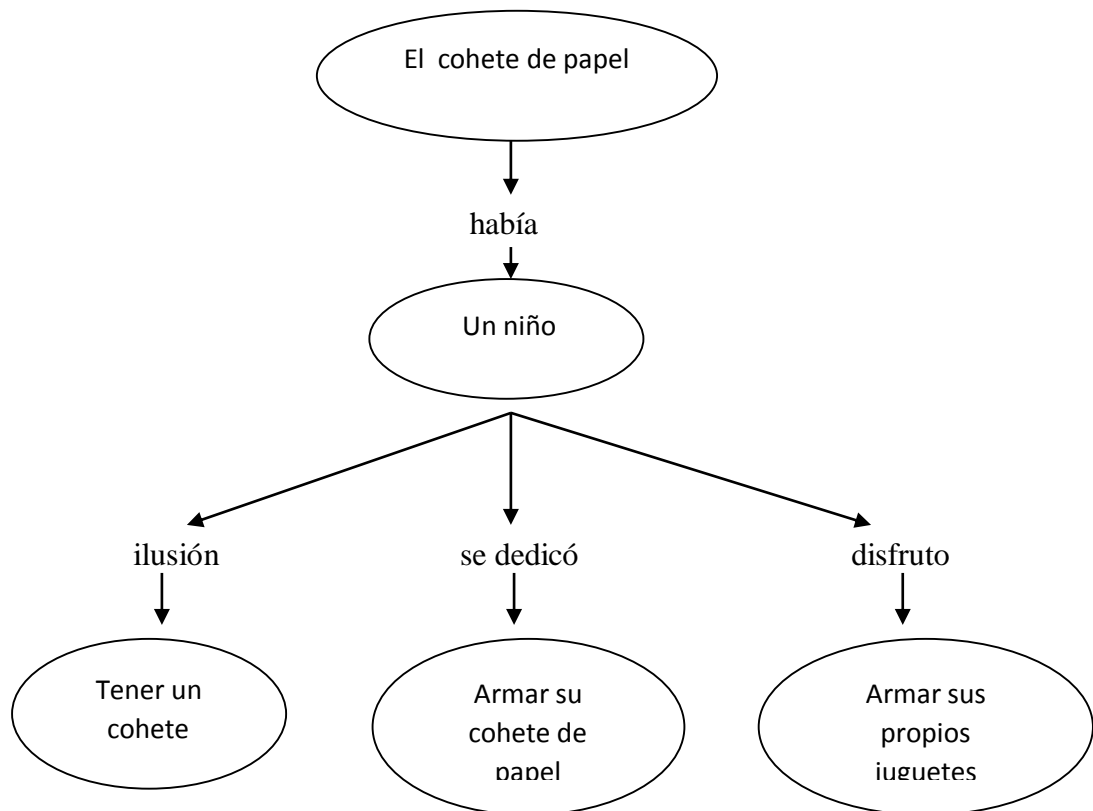 El cohete de papel
había
Un niño
ilusión
se dedicó
disfruto
Tener un
cohete
Armar su
cohete de
papel
Armar sus
propios
juguetes